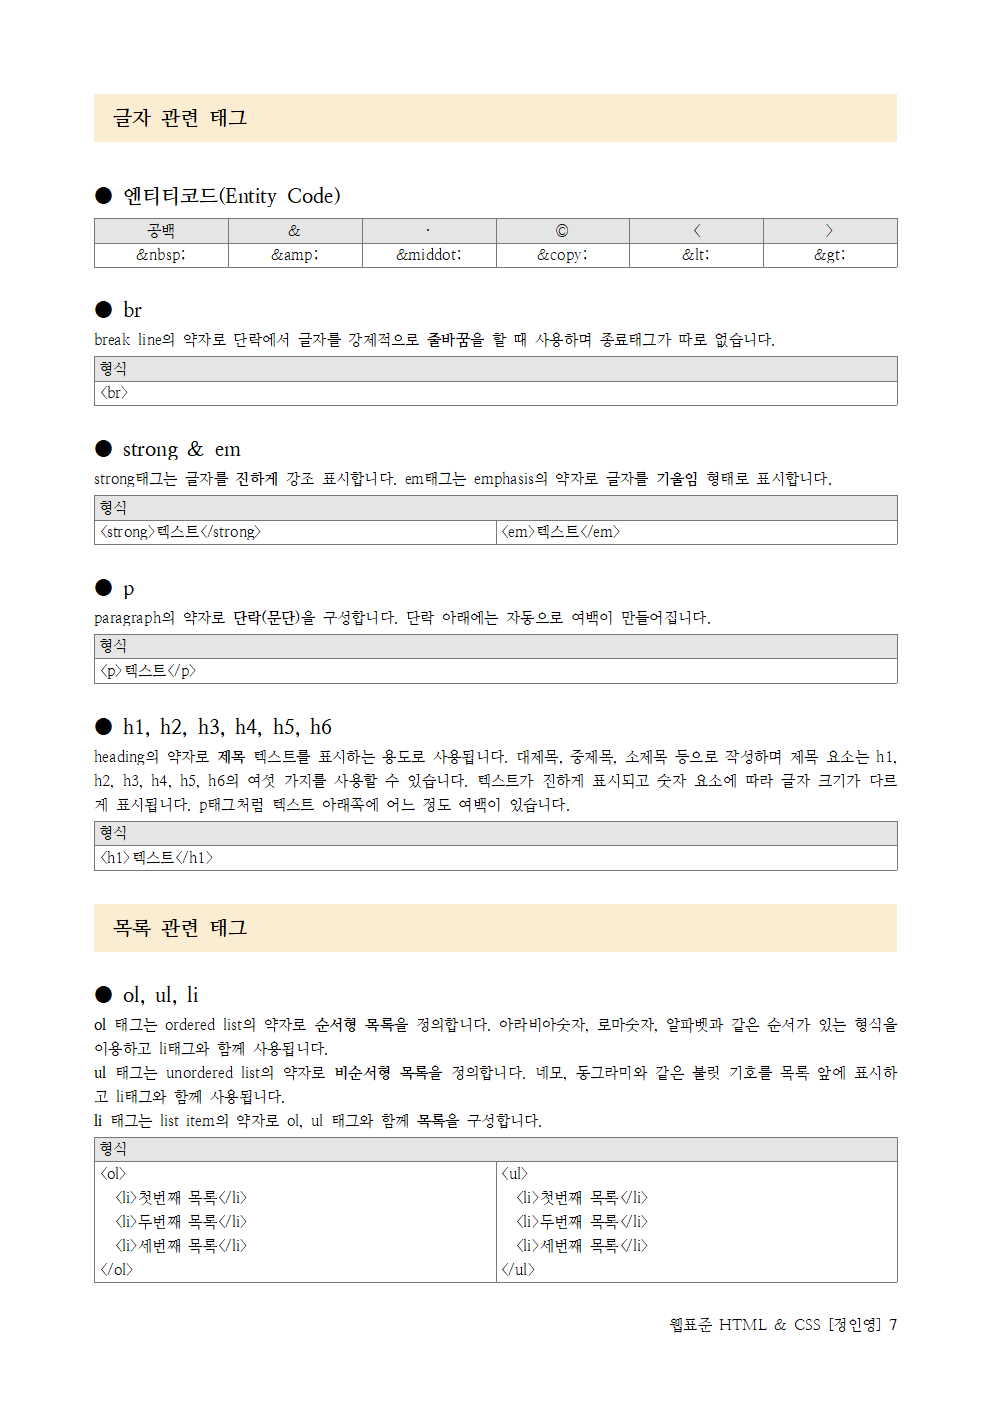 글자 관련 태그
● 엔티티코드(Entity Code)
공백 & · © < >
&nbsp; &amp; &middot; &copy; &lt; &gt;
● br
break line의 약자로 단락에서 글자를 강제적으로 줄바꿈을 할 때 사용하며 종료태그가 따로 없습니다.
형식
<br>
● strong & em
strong태그는 글자를 진하게 강조 표시합니다. em태그는 emphasis의 약자로 글자를 기울임 형태로 표시합니다.
형식
<strong>텍스트</strong> <em>텍스트</em>
● p
paragraph의 약자로 단락(문단)을 구성합니다. 단락 아래에는 자동으로 여백이 만들어집니다.
형식
<p>텍스트</p>
● h1, h2, h3, h4, h5, h6
heading의 약자로 제목 텍스트를 표시하는 용도로 사용됩니다. 대제목, 중제목, 소제목 등으로 작성하며 제목 요소는 h1,
h2, h3, h4, h5, h6의 여섯 가지를 사용할 수 있습니다. 텍스트가 진하게 표시되고 숫자 요소에 따라 글자 크기가 다르
게 표시됩니다. p태그처럼 텍스트 아래쪽에 어느 정도 여백이 있습니다.
형식
<h1>텍스트</h1>
목록 관련 태그
● ol, ul, li
ol 태그는 ordered list의 약자로 순서형 목록을 정의합니다. 아라비아숫자, 로마숫자, 알파벳과 같은 순서가 있는 형식을
이용하고 li태그와 함께 사용됩니다.
ul 태그는 unordered list의 약자로 비순서형 목록을 정의합니다. 네모, 동그라미와 같은 불릿 기호를 목록 앞에 표시하
고 li태그와 함께 사용됩니다.
li 태그는 list item의 약자로 ol, ul 태그와 함께 목록을 구성합니다.
형식
<ol> <ul>
<li>첫번째 목록</li> <li>첫번째 목록</li>
<li>두번째 목록</li> <li>두번째 목록</li>
<li>세번째 목록</li> <li>세번째 목록</li>
</ol> </ul>
웹표준 HTML & CSS [정인영] 7